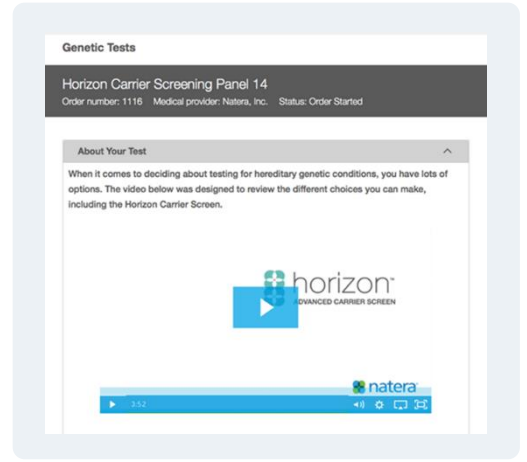 Genetic Tests
Horizon Carrier Screening Panel 14
Order number: 1116 Medical provider: Natera, Inc. Status: Order Started
About Your Test
When it comes to deciding about testing for hereditary genetic conditions, you have lots of
options. The video below was designed to review the different choices you can make,
including the Horizon Carrier Screen.
horizon™
ADVANCED CARRIER SCREEN
natera
3:52